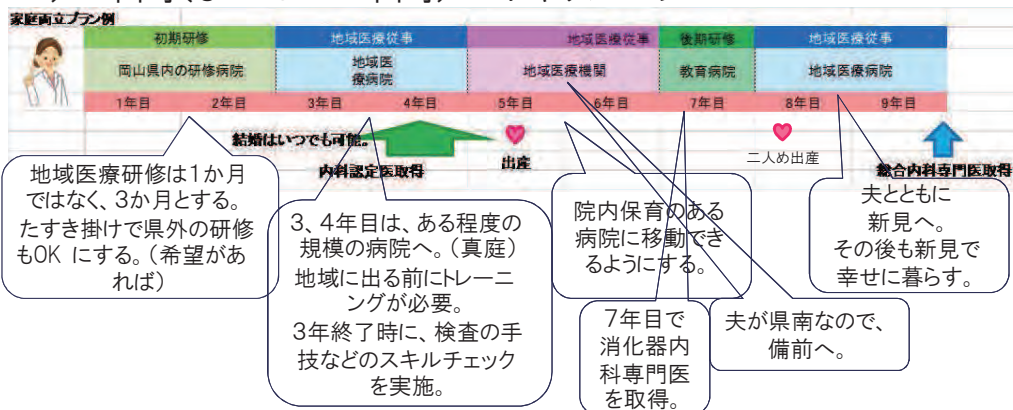 家庭両立プラン例
初期研修
地域医療従事
地域医療従事
後期研修
地域医療従事
岡山県内の研修病院
地域医
療病院
地域医療機関
教育病院
地域医療病院
1年目
2年目
3年目
4年目
5年目
6年目
7年目
8年目
9年目
結婚はいつでも可能。
内科認定医取得
出産
二人め出産
総合内科専門医取得
地域医療研修は1か月
ではなく、3か月とする。
たすき掛けで県外の研修
もOK にする。(希望があ
れば)
3、4年目は、ある程度の
規模の病院へ。(真庭)
地域に出る前にトレーニ
ングが必要。
3年終了時に、検査の手
技などのスキルチェック
を実施。
院内保育のある
病院に移動でき
るようにする。
7年目で
消化器内
科専門医
を取得。
夫が県南なので、
備前へ。
夫とともに
新見へ。
その後も新見で
幸せに暮らす。